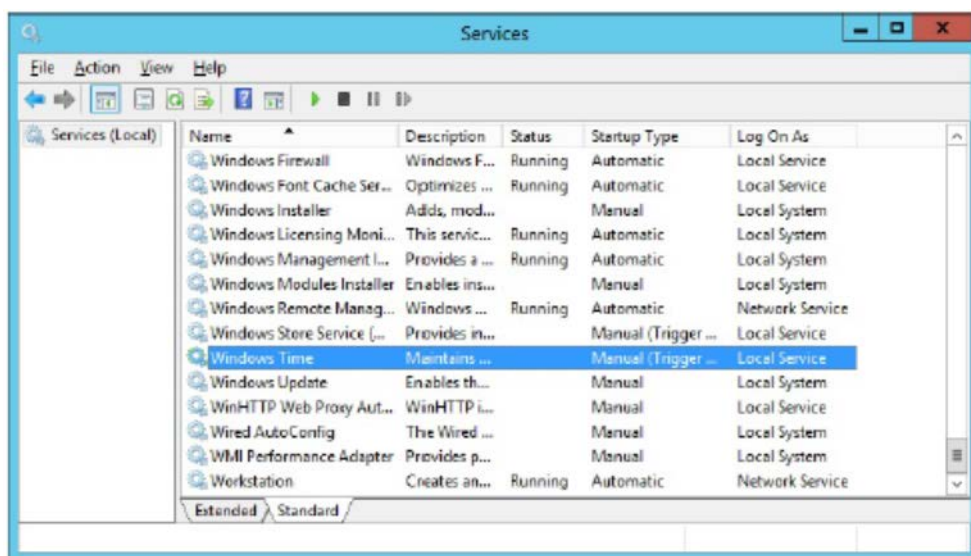 Services
File Action View Help
Services (Local)
Name Description Status Startup Type Log On As
Windows Firewall Windows F... Running Automatic Local Service
Windows Font Cache Ser... Optimizes ... Running Automatic Local Service
Windows Installer Adds, mod... Manual Local System
Windows Licensing Moni... This servic... Running Automatic Local System
Windows Management I... Provides a ... Running Automatic Local System
Windows Modules Installer Enables ins... Manual Local System
Windows Remote Manag... Windows ... Running Automatic Network Service
Windows Store Service (... Provides in... Manual (Trigger ... Local Service
Windows Time Maintains ... Manual (Trigger ... Local Service
Windows Update Enables th... Manual Local System
WinHTTP Web Proxy Aut... WinHTTP i... Manual Local Service
Wired AutoConfig The Wired ... Manual Local System
WMI Performance Adapter Provides p... Manual Local System
Workstation Creates an... Running Automatic Network Service
Extended Standard